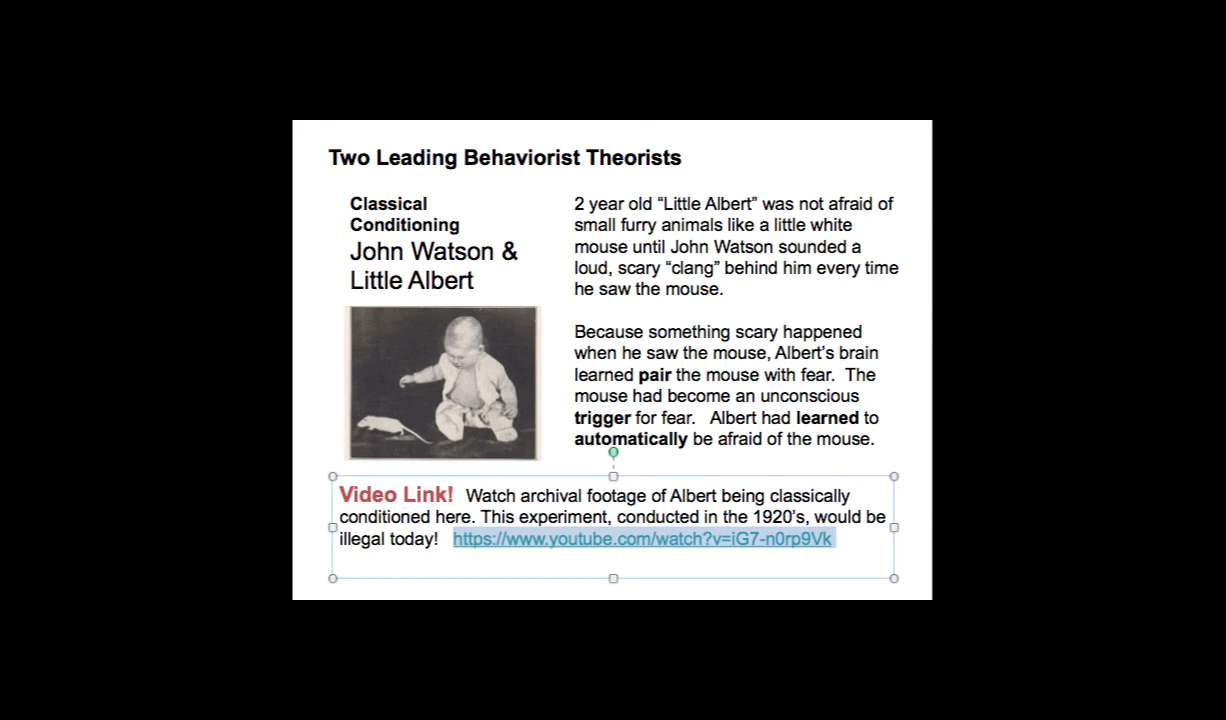 Two Leading Behaviorist Theorists
Classical
Conditioning
John Watson &
Little Albert
2 year old “Little Albert” was not afraid of
small furry animals like a little white
mouse until John Watson sounded a
loud, scary “clang” behind him every time
he saw the mouse.
Because something scary happened
when he saw the mouse, Albert’s brain
learned pair the mouse with fear.  The
mouse had become an unconscious
trigger for fear.   Albert had learned to
automatically be afraid of the mouse.
Video Link!  Watch archival footage of Albert being classically
conditioned here. This experiment, conducted in the 1920’s, would be
illegal today!   https://www.youtube.com/watch?v=iG7-n0rp9Vk